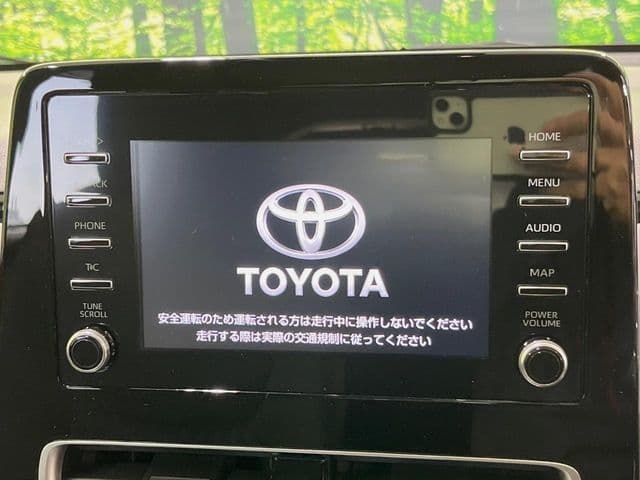 HOME
MENU
PHONE
AUDIO
T/C
MAP
TUNE
SCROLL
POWER
VOLUME
TOYOTA
安全運転のため運転される方は走行中に操作しないでください
走行する際は実際の交通規制に従ってください